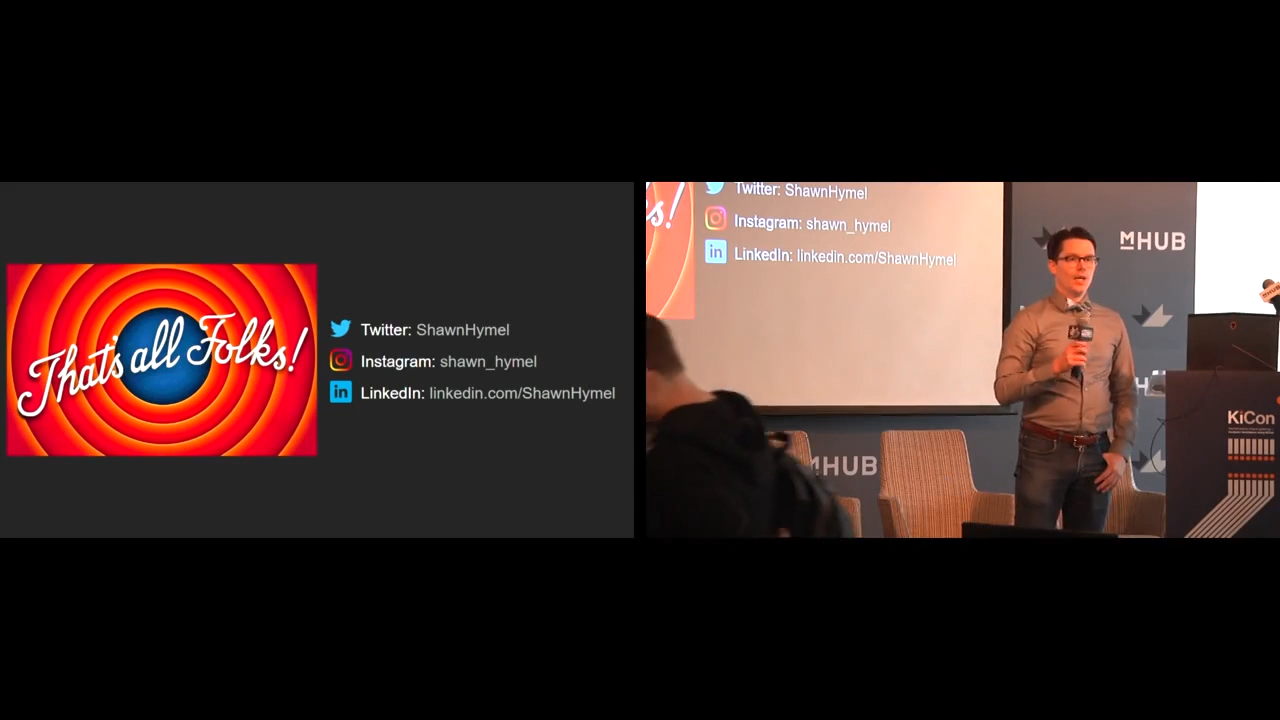 That's all Folks!
Twitter: ShawnHymel
Instagram: shawn_hymel
LinkedIn: linkedin.com/ShawnHymel
s!
Twitter: ShawnHymel
Instagram: shawn_hymel
LinkedIn: linkedin.com/ShawnHymel
MHUB
MHUB
KiCon